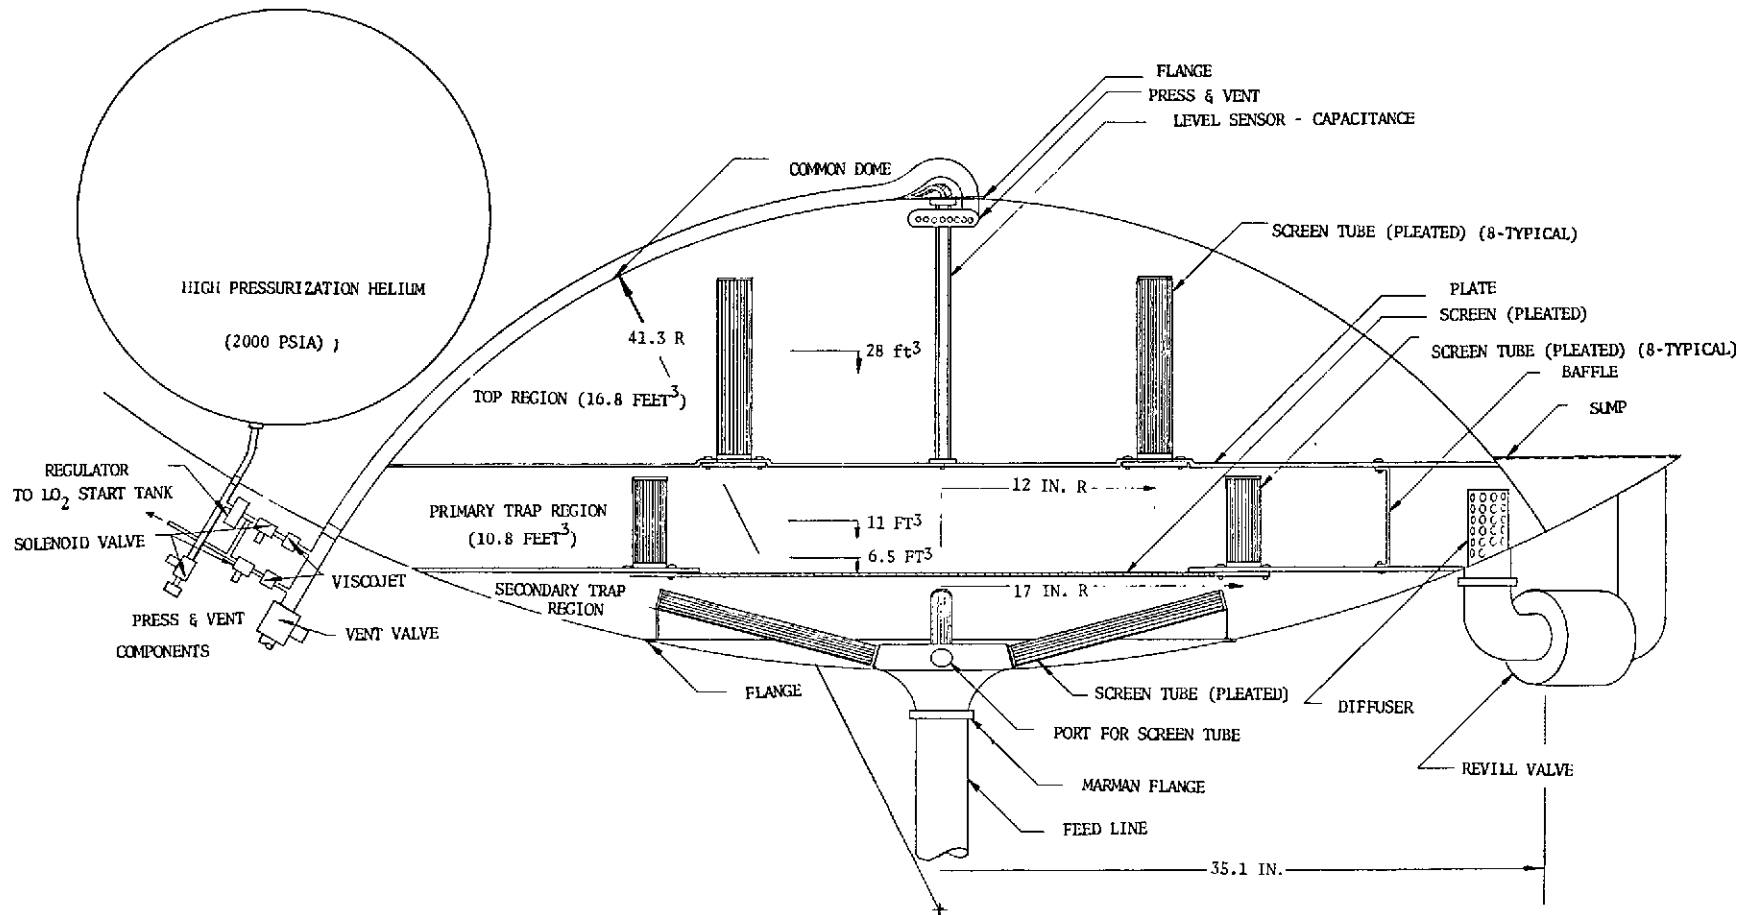 FLANGE
PRESS & VENT
LEVEL SENSOR - CAPACITANCE
COMMON DOME
SCREEN TUBE (PLEATED) (8-TYPICAL)
HIGH PRESSURIZATION HELIUM
(2000 PSIA) )
41.3 R
28 ft³
TOP REGION (16.8 FEET³)
PLATE
SCREEN (PLEATED)
SCREEN TUBE (PLEATED) (8-TYPICAL)
BAFFLE
SUMP
REGULATOR
TO LO₂ START TANK
SOLENOID VALVE
PRIMARY TRAP REGION
(10.8 FEET³)
12 IN. R
11 FT³
6.5 FT³
VISCOJET
SECONDARY TRAP
REGION
17 IN. R
PRESS & VENT
COMPONENTS
VENT VALVE
FLANGE
SCREEN TUBE (PLEATED)
DIFFUSER
PORT FOR SCREEN TUBE
REVILL VALVE
MARMAN FLANGE
FEED LINE
35.1 IN.